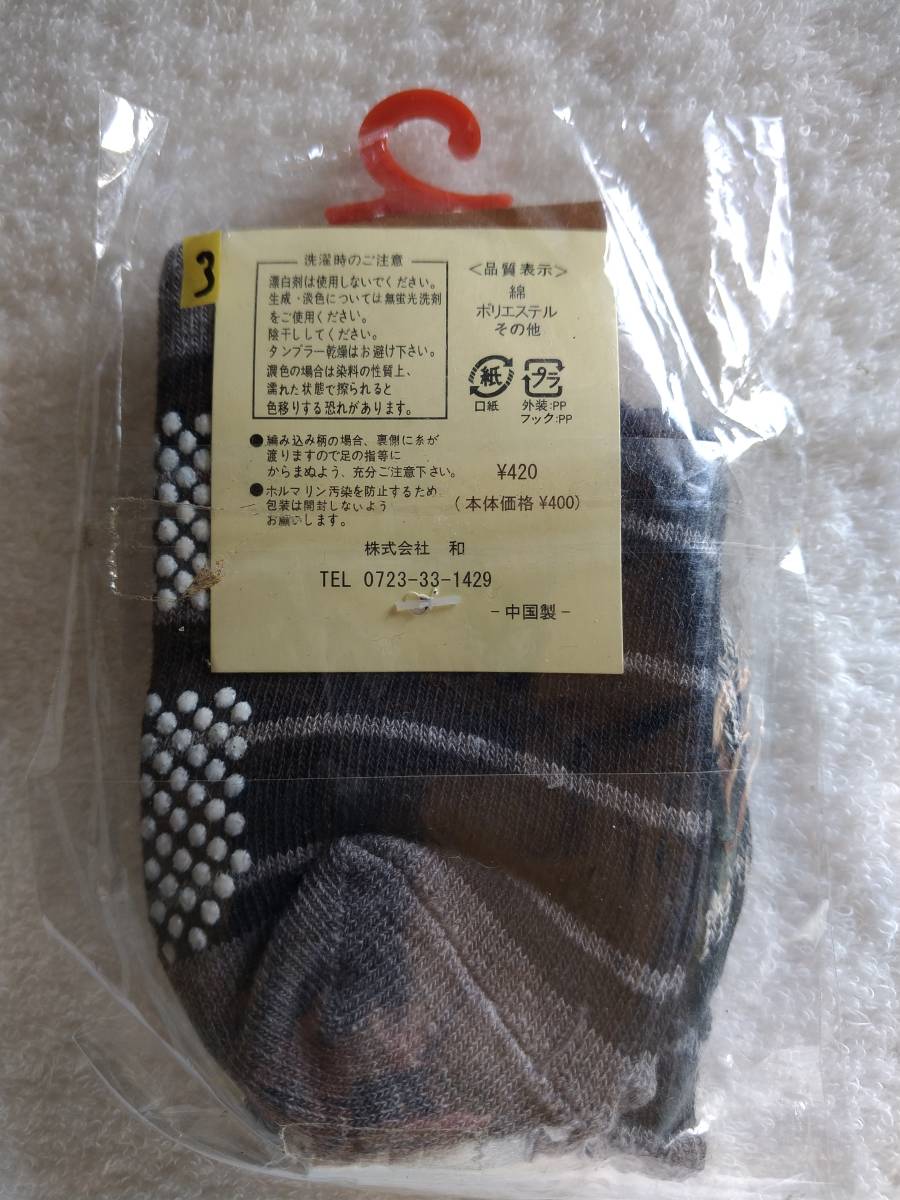 3
洗濯時のご注意
漂白剤は使用しないでください。
生成・淡色については無蛍光洗剤
をご使用ください。
陰干ししてください。
タンブラー乾燥はお避け下さい。
濃色の場合は染料の性質上、
濡れた状態で擦られると
色移りする恐れがあります。
●編み込み柄の場合、裏側に糸が
渡りますので足の指等に
からまぬよう、充分ご注意下さい。
●ホルマリン汚染を防止するため
包装は開封しないよう
お願いします。
<品質表示>
綿
ポリエステル
その他
紙
プラ
口紙
外装:PP
フック:PP
¥420
(本体価格 ¥400)
株式会社 和
TEL 0723-33-1429
-中国製-